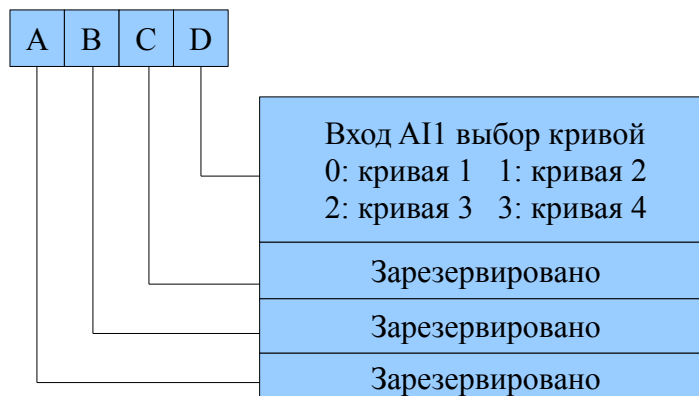 A B C D
Вход AI1 выбор кривой
0: кривая 1 1: кривая 2
2: кривая 3 3: кривая 4
Зарезервировано
Зарезервировано
Зарезервировано